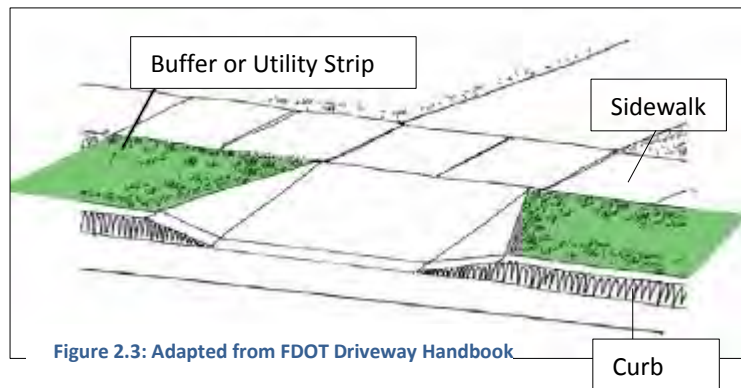 Buffer or Utility Strip
Sidewalk
Figure 2.3: Adapted from FDOT Driveway Handbook
Curb